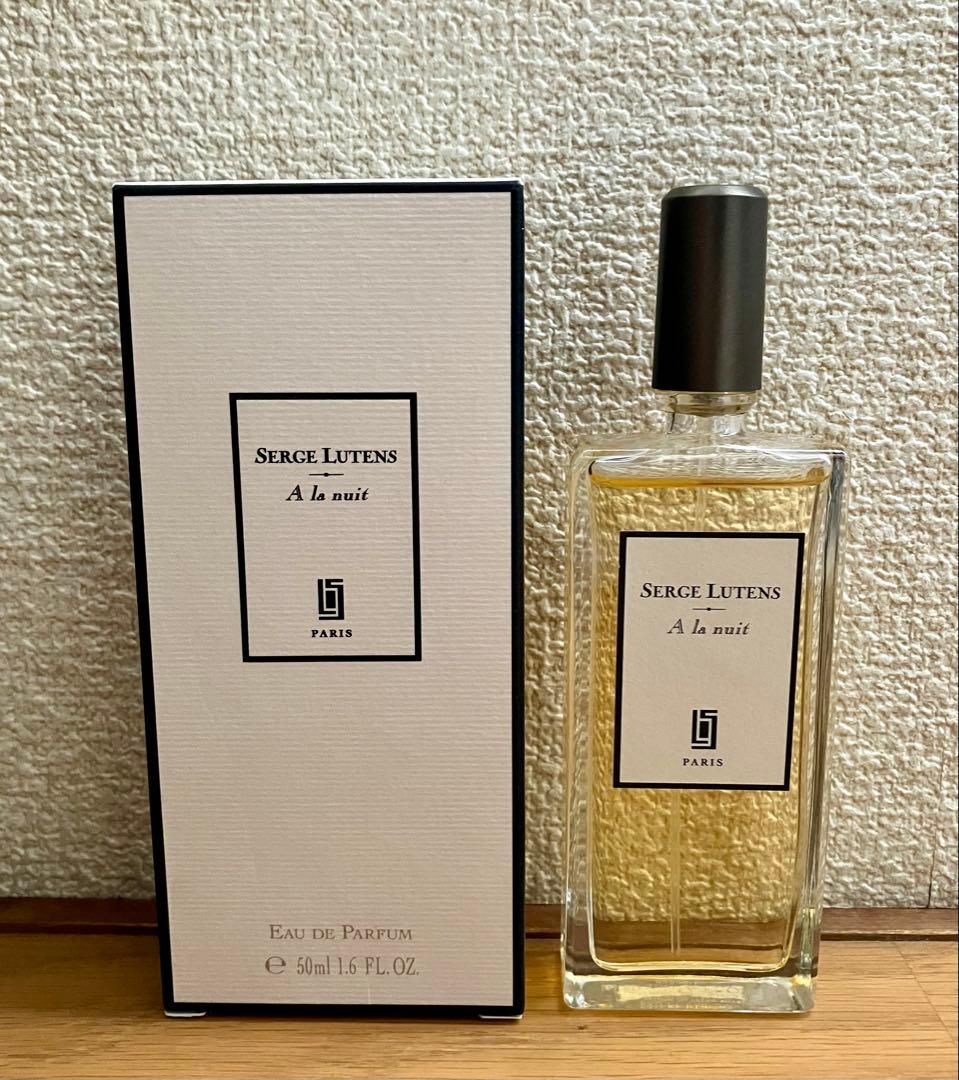 SERGE LUTENS
A la nuit
PARIS
EAU DE PARFUM
℮ 50ml 1.6 FL.OZ.
SERGE LUTENS
A la nuit
PARIS